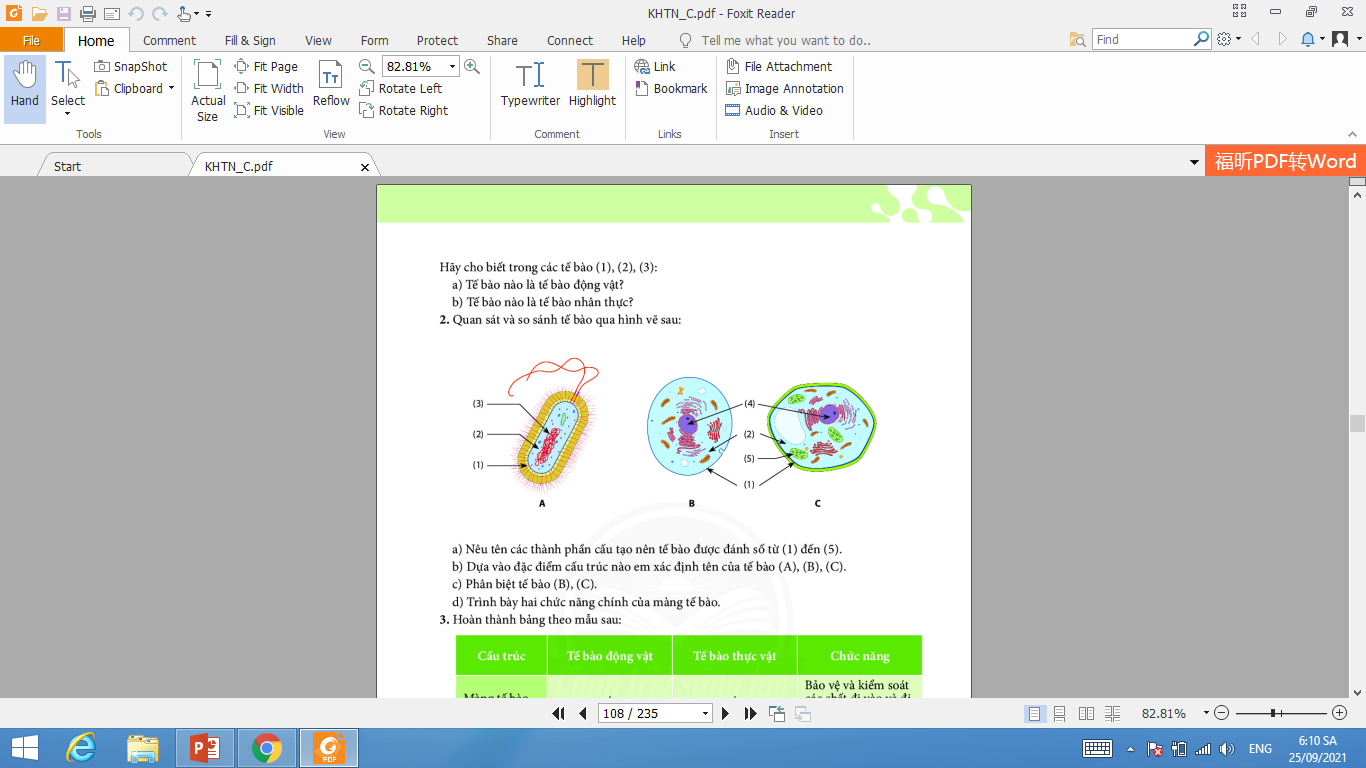 KHTN_C.pdf - Foxit Reader
File Home Comment Fill & Sign View Form Protect Share Connect Help Tell me what you want to do.. Find
Hand
Select
SnapShot
Clipboard
Tools
Actual Size
Fit Page
Fit Width
Fit Visible
Reflow
82.81%
Rotate Left
Rotate Right
View
Typewriter
Highlight
Comment
Link
Bookmark
Links
File Attachment
Image Annotation
Audio & Video
Insert
Start
KHTN_C.pdf
福昕PDF转Word
Hãy cho biết trong các tế bào (1), (2), (3):
a) Tế bào nào là tế bào động vật?
b) Tế bào nào là tế bào nhân thực?
2. Quan sát và so sánh tế bào qua hình vẽ sau:
(3)
(2)
(1)
A
(4)
(2)
(5)
(1)
B
C
a) Nêu tên các thành phần cấu tạo nên tế bào được đánh số từ (1) đến (5).
b) Dựa vào đặc điểm cấu trúc nào em xác định tên của tế bào (A), (B), (C).
c) Phân biệt tế bào (B), (C).
d) Trình bày hai chức năng chính của màng tế bào.
3. Hoàn thành bảng theo mẫu sau:
Cấu trúc Tế bào động vật Tế bào thực vật Chức năng
Màng tế bào
Bảo vệ và kiểm soát
các chất đi vào và đi
108 / 235
82.81%
PDF
ENG
6:10 SA
25/09/2021